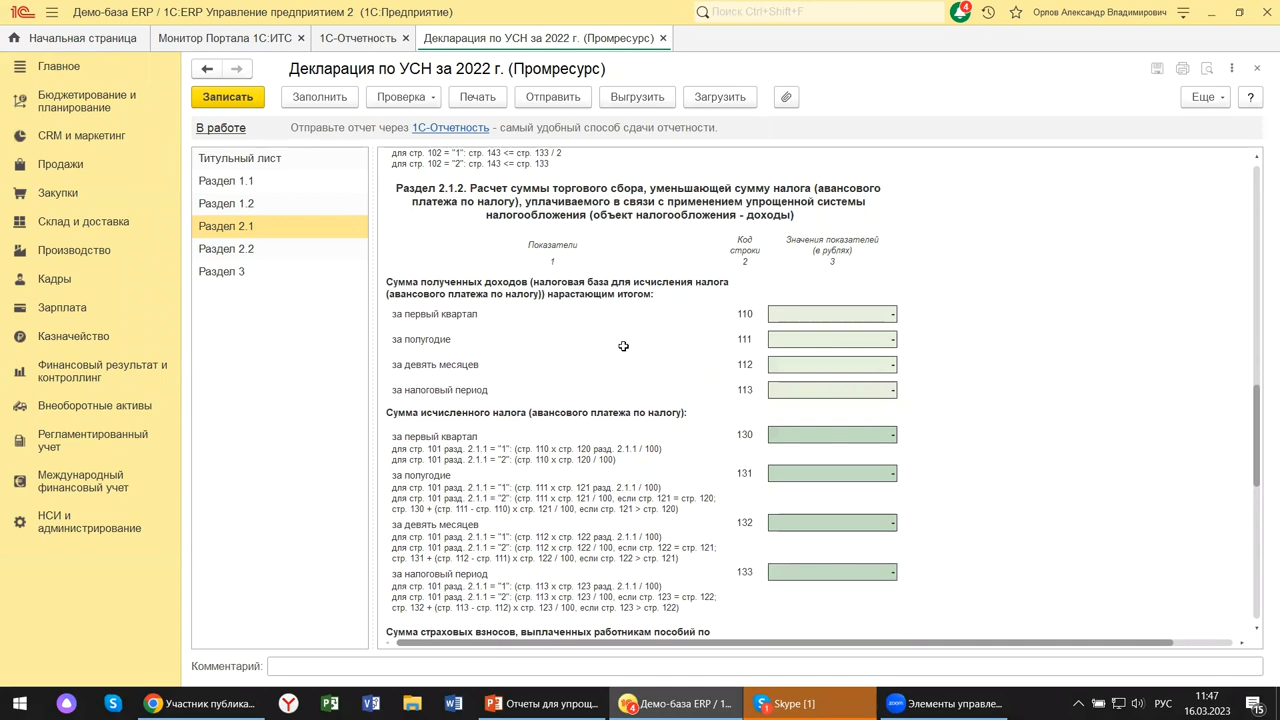 Демо-база ERP / 1С:ERP Управление предприятием 2 (1С:Предприятие)
Поиск Ctrl+Shift+F
4
Орлов Александр Владимирович
Начальная страница
Монитор Портала 1С:ИТС
1С-Отчетность
Декларация по УСН за 2022 г. (Промресурс)
Главное
Бюджетирование и
планирование
CRM и маркетинг
Продажи
Закупки
Склад и доставка
Производство
Кадры
Зарплата
Казначейство
Финансовый результат и
контроллинг
Внеоборотные активы
Регламентированный
учет
Международный
финансовый учет
НСИ и
администрирование
Декларация по УСН за 2022 г. (Промресурс)
Записать
Заполнить
Проверка
Печать
Отправить
Выгрузить
Загрузить
Еще
?
В работе
Отправьте отчет через 1С-Отчетность - самый удобный способ сдачи отчетности.
Титульный лист
Раздел 1.1
Раздел 1.2
Раздел 2.1
Раздел 2.2
Раздел 3
для стр. 102 = "1": стр. 143 <= стр. 133 / 2
для стр. 102 = "2": стр. 143 <= стр. 133
Раздел 2.1.2. Расчет суммы торгового сбора, уменьшающей сумму налога (авансового
платежа по налогу), уплачиваемого в связи с применением упрощенной системы
налогообложения (объект налогообложения - доходы)
Показатели
Код
строки
Значения показателей
(в рублях)
1
2
3
Сумма полученных доходов (налоговая база для исчисления налога
(авансового платежа по налогу)) нарастающим итогом:
за первый квартал 110 -
за полугодие 111 -
за девять месяцев 112 -
за налоговый период 113 -
Сумма исчисленного налога (авансового платежа по налогу):
за первый квартал 130 -
для стр. 101 разд. 2.1.1 = "1": (стр. 110 х стр. 120 разд. 2.1.1 / 100)
для стр. 101 разд. 2.1.1 = "2": (стр. 110 х стр. 120 / 100)
за полугодие 131 -
для стр. 101 разд. 2.1.1 = "1": (стр. 111 х стр. 121 разд. 2.1.1 / 100)
для стр. 101 разд. 2.1.1 = "2": (стр. 111 х стр. 121 / 100, если стр. 121 = стр. 120;
стр. 130 + (стр. 111 - стр. 110) х стр. 121 / 100, если стр. 121 > стр. 120)
за девять месяцев 132 -
для стр. 101 разд. 2.1.1 = "1": (стр. 112 х стр. 122 разд. 2.1.1 / 100)
для стр. 101 разд. 2.1.1 = "2": (стр. 112 х стр. 122 / 100, если стр. 122 = стр. 121;
стр. 131 + (стр. 112 - стр. 111) х стр. 122 / 100, если стр. 122 > стр. 121)
за налоговый период 133 -
для стр. 101 разд. 2.1.1 = "1": (стр. 113 х стр. 123 разд. 2.1.1 / 100)
для стр. 101 разд. 2.1.1 = "2": (стр. 113 х стр. 123 / 100, если стр. 123 = стр. 122;
стр. 132 + (стр. 113 - стр. 112) х стр. 123 / 100, если стр. 123 > стр. 122)
Сумма страховых взносов, выплаченных работникам пособий по
Комментарий:
Участник публика...
Отчеты для упрощ...
Демо-база ERP / 1...
Skype [1]
Элементы управле...
РУС
11:47
16.03.2023
15